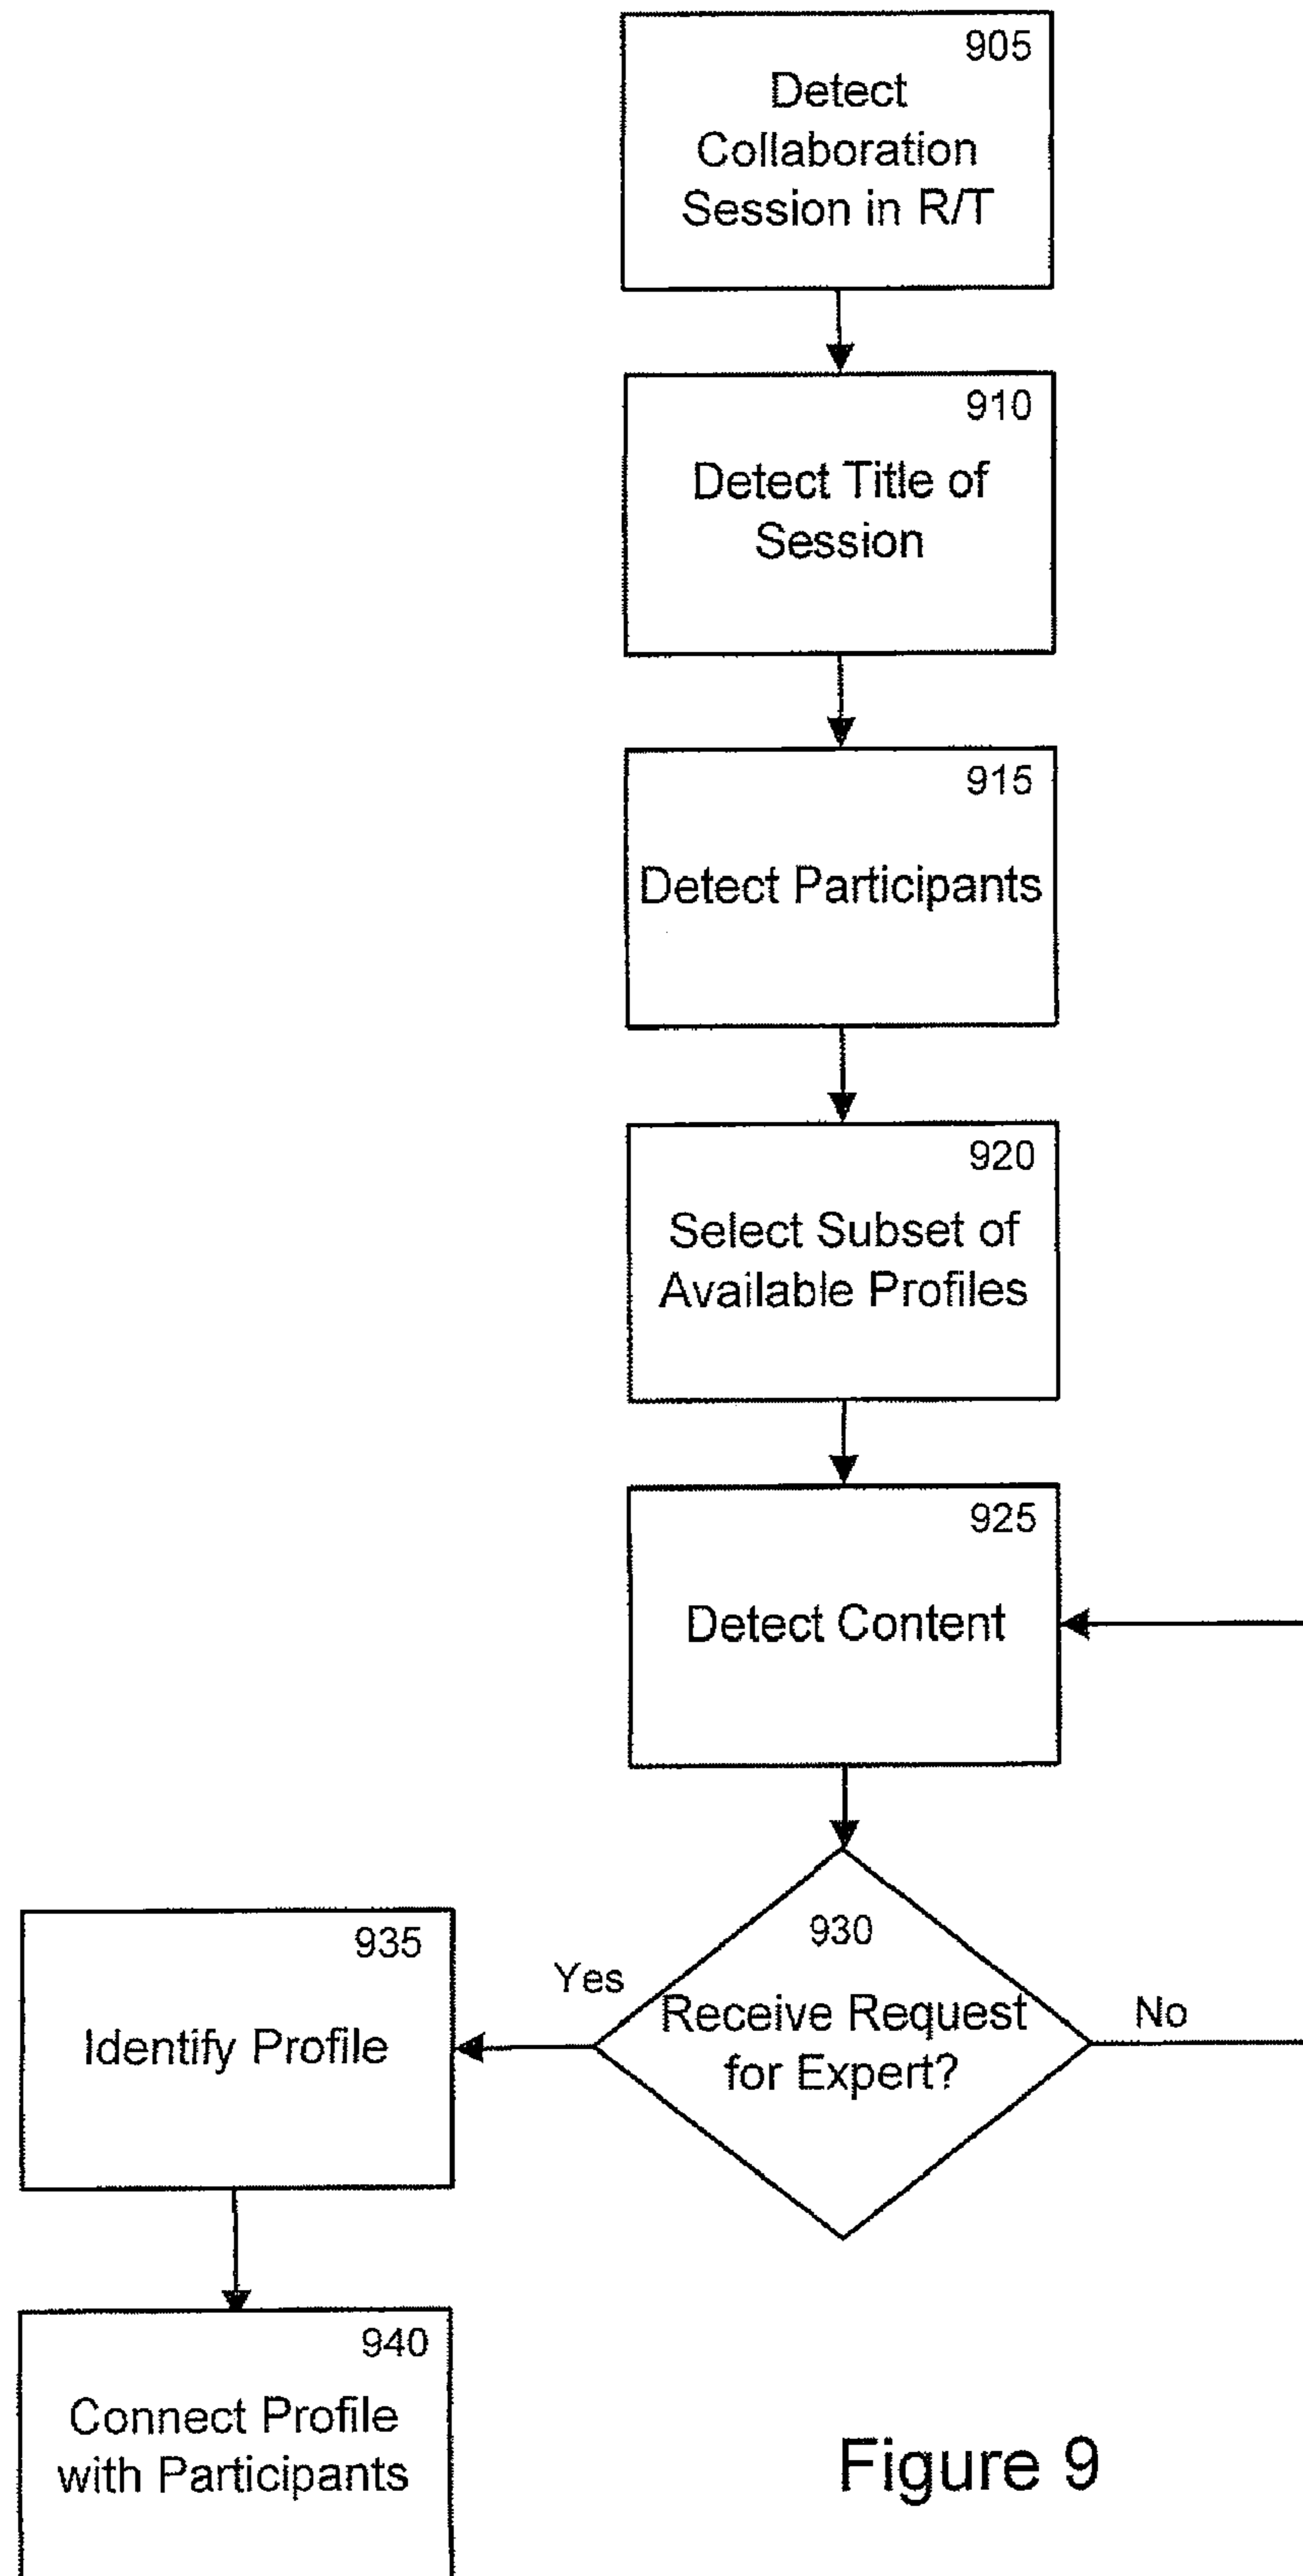 905
Detect
Collaboration
Session in R/T
910
Detect Title of
Session
915
Detect Participants
920
Select Subset of
Available Profiles
925
Detect Content
930
Receive Request
for Expert?
Yes
No
935
Identify Profile
940
Connect Profile
with Participants
Figure 9